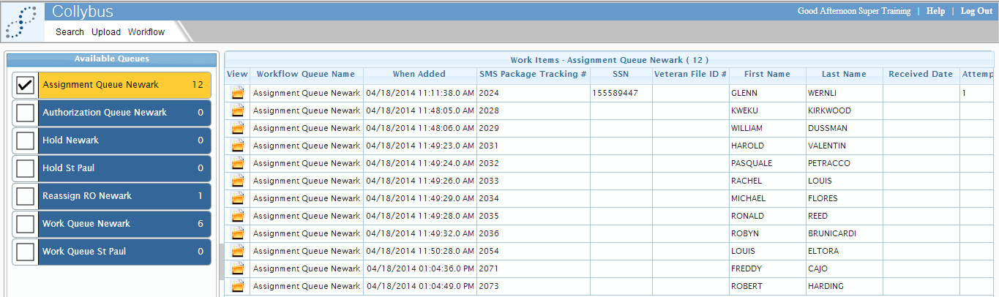 Collybus
Good Afternoon Super Training | Help | Log Out
Search Upload Workflow
Available Queues
Assignment Queue Newark 12
Authorization Queue Newark 0
Hold Newark 0
Hold St Paul 0
Reassign RO Newark 1
Work Queue Newark 6
Work Queue St Paul 0
Work Items - Assignment Queue Newark ( 12 )
View Workflow Queue Name When Added SMS Package Tracking # SSN Veteran File ID # First Name Last Name Received Date Attemp
Assignment Queue Newark 04/18/2014 11:11:38.0 AM 2024 155589447 GLENN WERNLI 1
Assignment Queue Newark 04/18/2014 11:48:05.0 AM 2028 KWEKU KIRKWOOD
Assignment Queue Newark 04/18/2014 11:48:06.0 AM 2029 WILLIAM DUSSMAN
Assignment Queue Newark 04/18/2014 11:49:23.0 AM 2031 HAROLD VALENTIN
Assignment Queue Newark 04/18/2014 11:49:24.0 AM 2032 PASQUALE PETRACCO
Assignment Queue Newark 04/18/2014 11:49:26.0 AM 2033 RACHEL LOUIS
Assignment Queue Newark 04/18/2014 11:49:29.0 AM 2034 MICHAEL FLORES
Assignment Queue Newark 04/18/2014 11:49:28.0 AM 2035 RONALD REED
Assignment Queue Newark 04/18/2014 11:49:32.0 AM 2036 ROBYN BRUNICARDI
Assignment Queue Newark 04/18/2014 11:50:28.0 AM 2054 LOUIS ELTORA
Assignment Queue Newark 04/18/2014 01:04:36.0 PM 2071 FREDDY CAJO
Assignment Queue Newark 04/18/2014 01:04:49.0 PM 2073 ROBERT HARDING